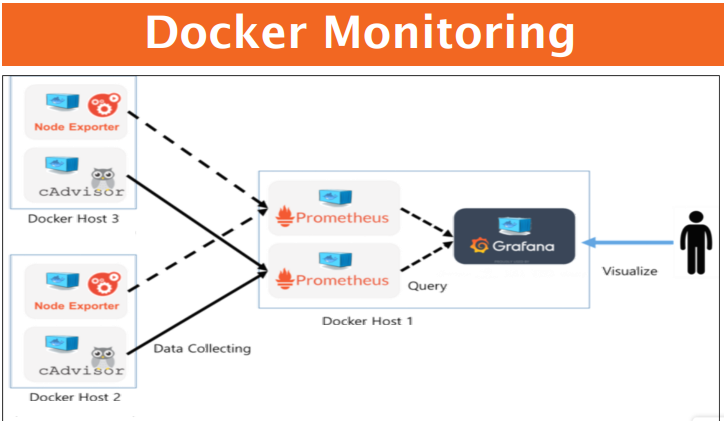 Docker Monitoring
Node Exporter
cAdvisor
Docker Host 3
Prometheus
Grafana
Prometheus
Query
Visualize
Docker Host 1
Node Exporter
cAdvisor
Data Collecting
Docker Host 2